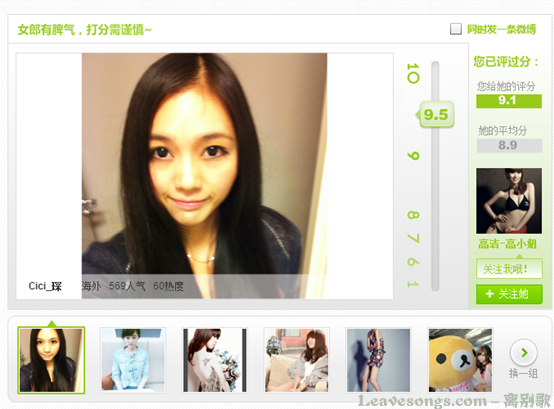 女郎有脾气，打分需谨慎~
同时发一条微博
您已评过分：
您给她的评分
9.1
她的平均分
8.9
高洁-高小姐
关注我哦！
+ 关注她
10
9.5
9
8
7
6
1
Cici_琛 海外 569人气 60热度
换一组
Leavesongs.com - 离别歌